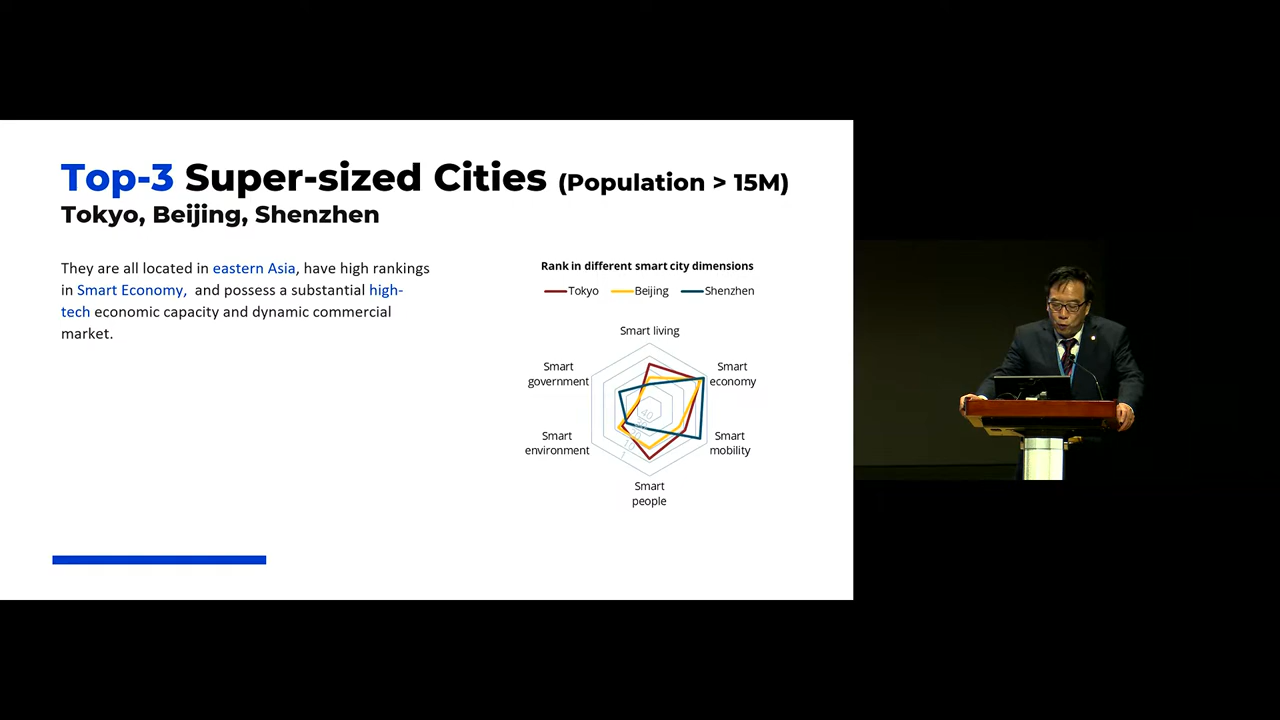 Top-3 Super-sized Cities (Population > 15M)
Tokyo, Beijing, Shenzhen
They are all located in eastern Asia, have high rankings
in Smart Economy, and possess a substantial high-
tech economic capacity and dynamic commercial
market.
Rank in different smart city dimensions
Tokyo Beijing Shenzhen
Smart living
Smart
economy
Smart
mobility
Smart
people
Smart
environment
Smart
government
40